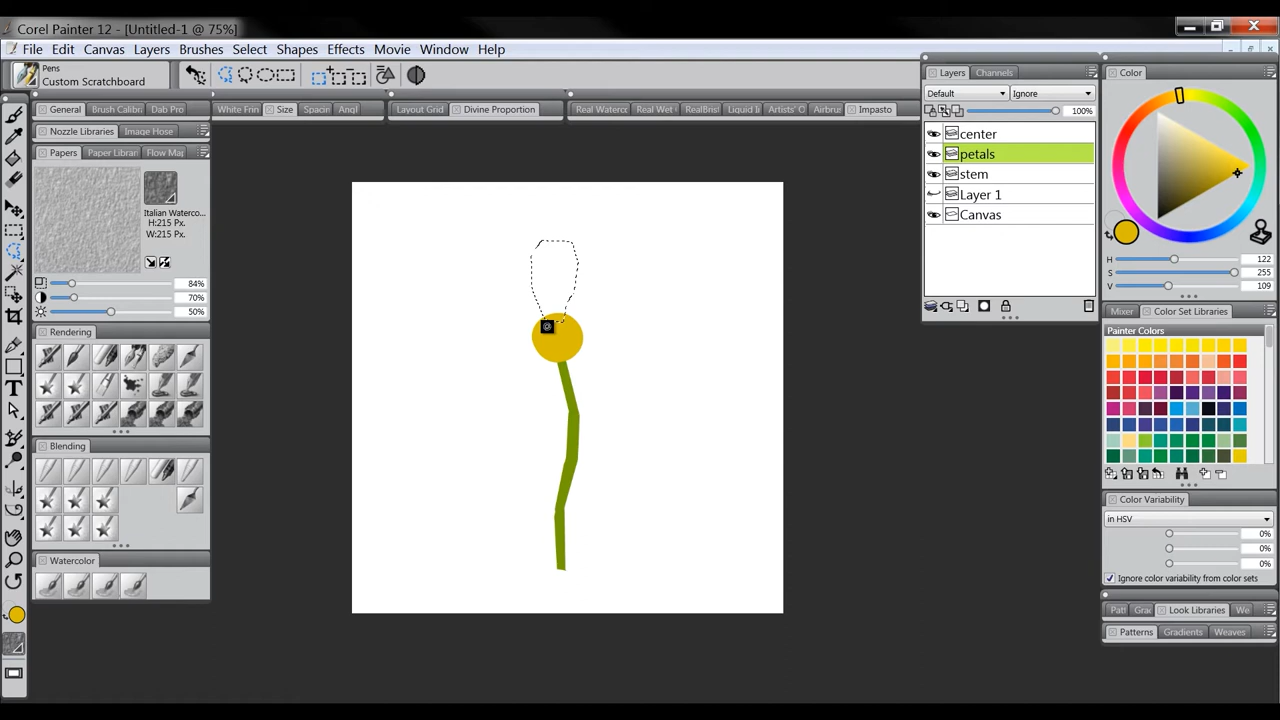 Corel Painter 12 - [Untitled-1 @ 75%]
File Edit Canvas Layers Brushes Select Shapes Effects Movie Window Help
Pens
Custom Scratchboard
Layers Channels
Color
Default Ignore
100%
General Brush Calibra Dab Pro White Frin Size Spacin Angl Layout Grid Divine Proportion Real Waterc Real Wet RealBris Liquid I Artists' O Airbru Impasto
Nozzle Libraries Image Hose
Papers Paper Librar Flow Map
Italian Waterco...
H:215 Px.
W:215 Px.
84%
70%
50%
Rendering
Blending
Watercolor
center
petals
stem
Layer 1
Canvas
H 122
S 255
V 109
Mixer Color Set Libraries
Painter Colors
Color Variability
in HSV
0%
0%
0%
Ignore color variability from color sets
Look Libraries We
Patterns Gradients Weaves